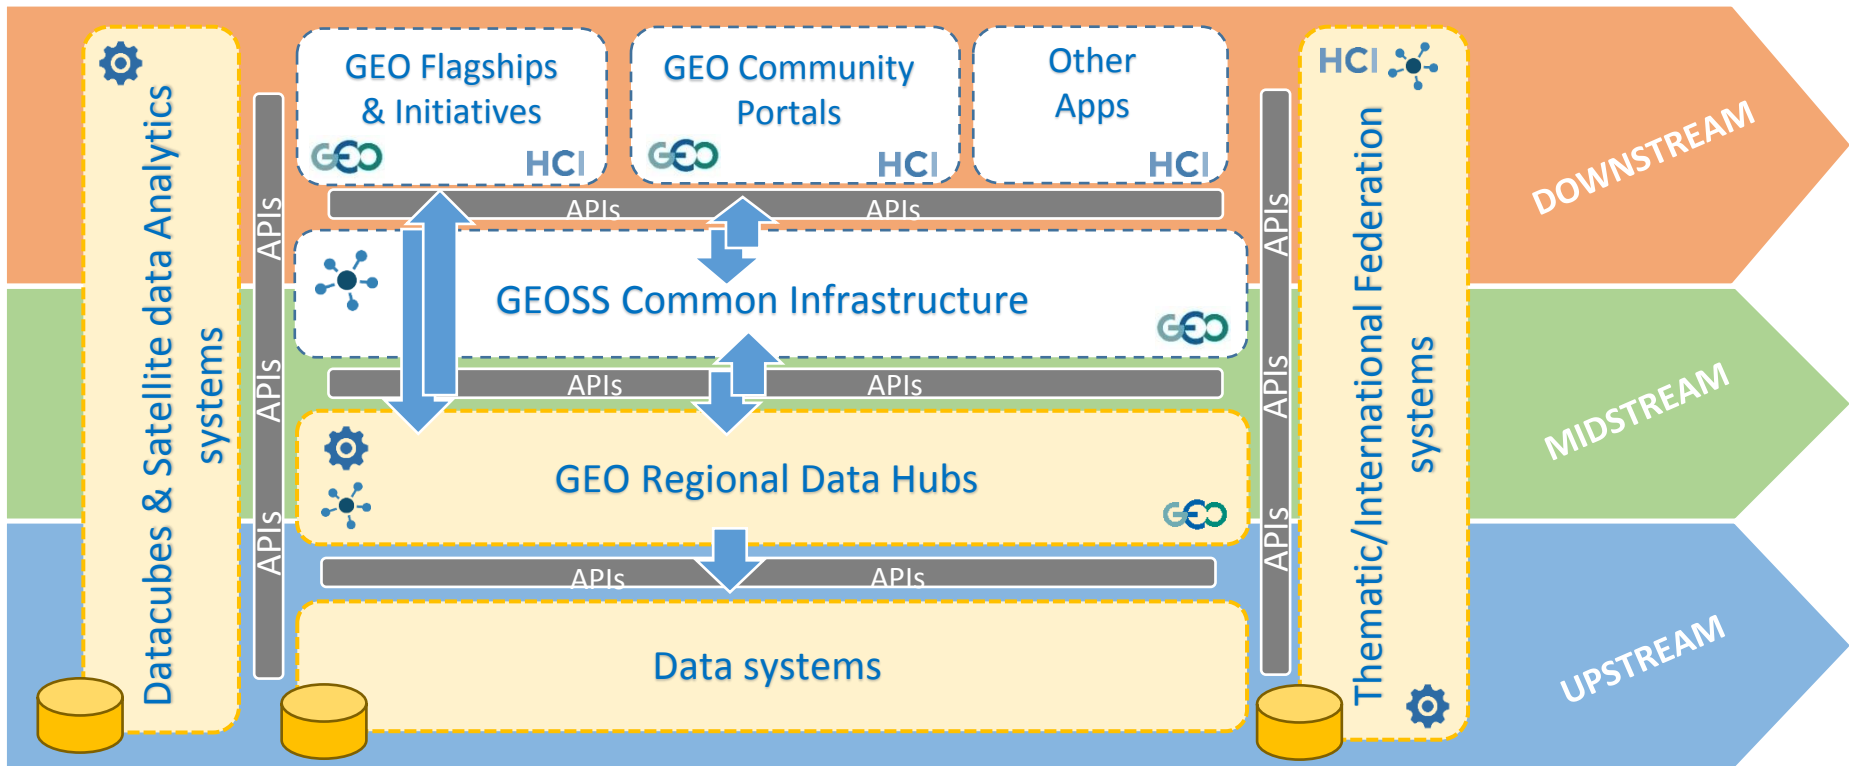 Datacubes & Satellite data Analytics
systems
APIs
APIs
APIs
GEO Flagships
& Initiatives
GEO
HCI
GEO Community
Portals
GEO
HCI
Other
Apps
HCI
APIs
APIs
GEOSS Common Infrastructure
GEO
APIs
APIs
GEO Regional Data Hubs
GEO
APIs
APIs
Data systems
APIs
APIs
APIs
HCI
Thematic/International Federation
systems
DOWNSTREAM
MIDSTREAM
UPSTREAM